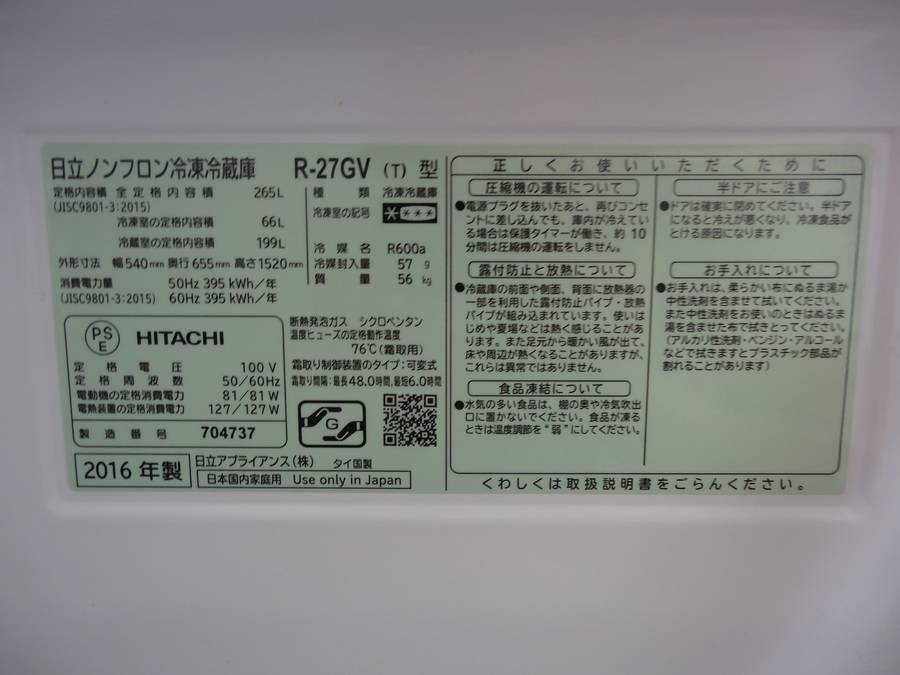 日立ノンフロン冷凍冷蔵庫 R-27GV (T) 型
定格内容積 全定格内容積 265L
(JISC9801-3:2015)
冷凍室の定格内容積 66L
冷蔵室の定格内容積 199L
外形寸法 幅540mm 奥行655mm 高さ1520mm
消費電力量 50Hz 395 kWh/年
(JISC9801-3:2015) 60Hz 395 kWh/年
種類 冷凍冷蔵庫
冷凍室の記号 ****
冷媒名 R600a
冷媒封入量 57 g
質量 56 kg
PSE HITACHI
定格電圧 100 V
定格周波数 50/60Hz
電動機の定格消費電力 81/81W
電熱装置の定格消費電力 127/127W
製造番号 704737
断熱発泡ガス シクロペンタン
温度ヒューズの定格動作温度
76℃(霜取用)
霜取り制御装置のタイプ:可変式
霜取り間隔:最長48.0時間,最短6.0時間
G
2016 年製
日立アプライアンス(株) タイ国製
日本国内家庭用 Use only in Japan
正しくお使いいただくために
圧縮機の運転について
●電源プラグを抜いたあと、再びコンセ
ントに差し込んでも、庫内が冷えてい
る場合は保護タイマーが働き、約 10
分間は圧縮機の運転をしません。
露付防止と放熱について
●冷蔵庫の前面や側面、背面に放熱器の
一部を利用した露付防止パイプ・放熱
パイプが組み込まれています。使いは
じめや夏場などは熱く感じることがあ
ります。また足元から暖かい風が出て、
床や周辺が熱くなることがありますが、
これらは異常ではありません。
食品凍結について
●水気の多い食品は、棚の奥や冷気吹出
口に置かないでください。食品が凍る
ときは温度調節を“弱”にしてください。
半ドアにご注意
●ドアは確実に閉めてください。半ドア
になると冷えが悪くなり、冷凍食品が
とける原因になります。
お手入れについて
●お手入れは、柔らかい布にぬるま湯か
中性洗剤を含ませて拭いてください。
また中性洗剤をお使いのときはぬるま
湯を含ませた布で拭きとってください。
(アルカリ性洗剤・ベンジン・アルコール
などで拭きますとプラスチック部品が
割れることがあります)
くわしくは取扱説明書をごらんください。